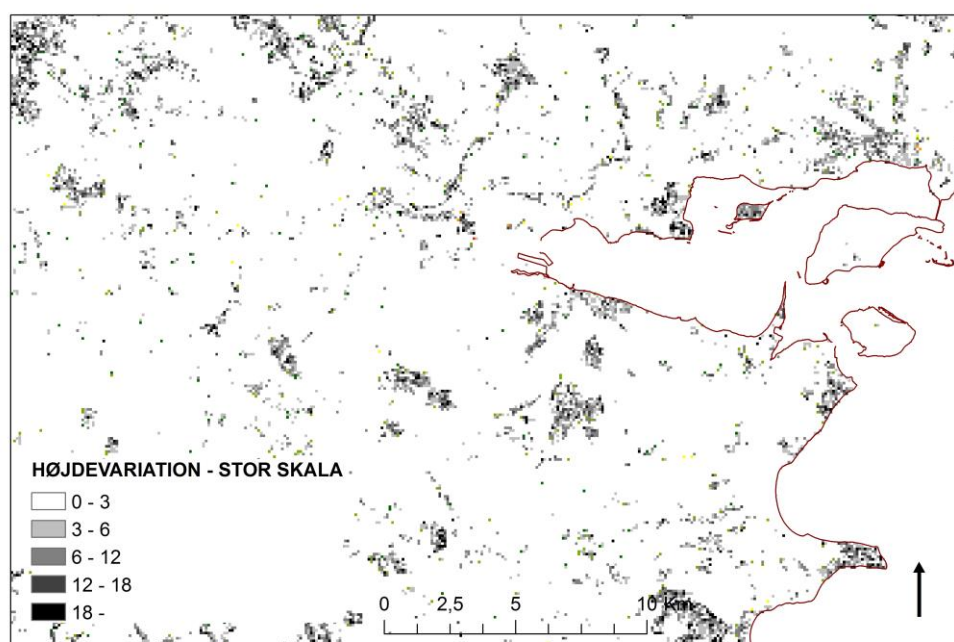 HØJDEVARIATION - STOR SKALA
0 - 3
3 - 6
6 - 12
12 - 18
18 -
0 2,5 5 10 Km